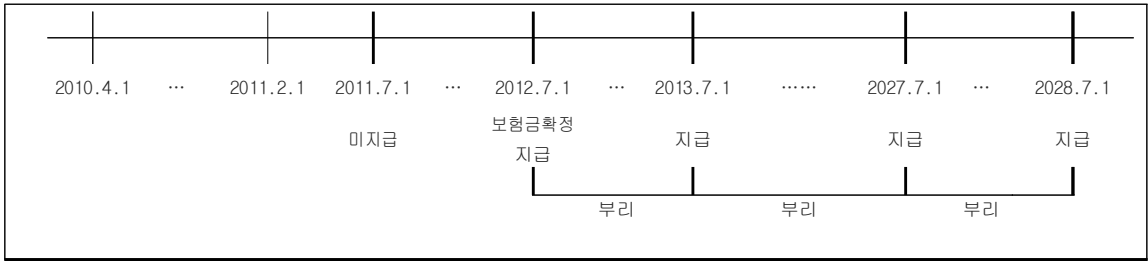 2010.4.1 … 2011.2.1 2011.7.1 … 2012.7.1 … 2013.7.1 …… 2027.7.1 … 2028.7.1
보험금확정
미지급 지급 지급 지급 지급
부리 부리 부리